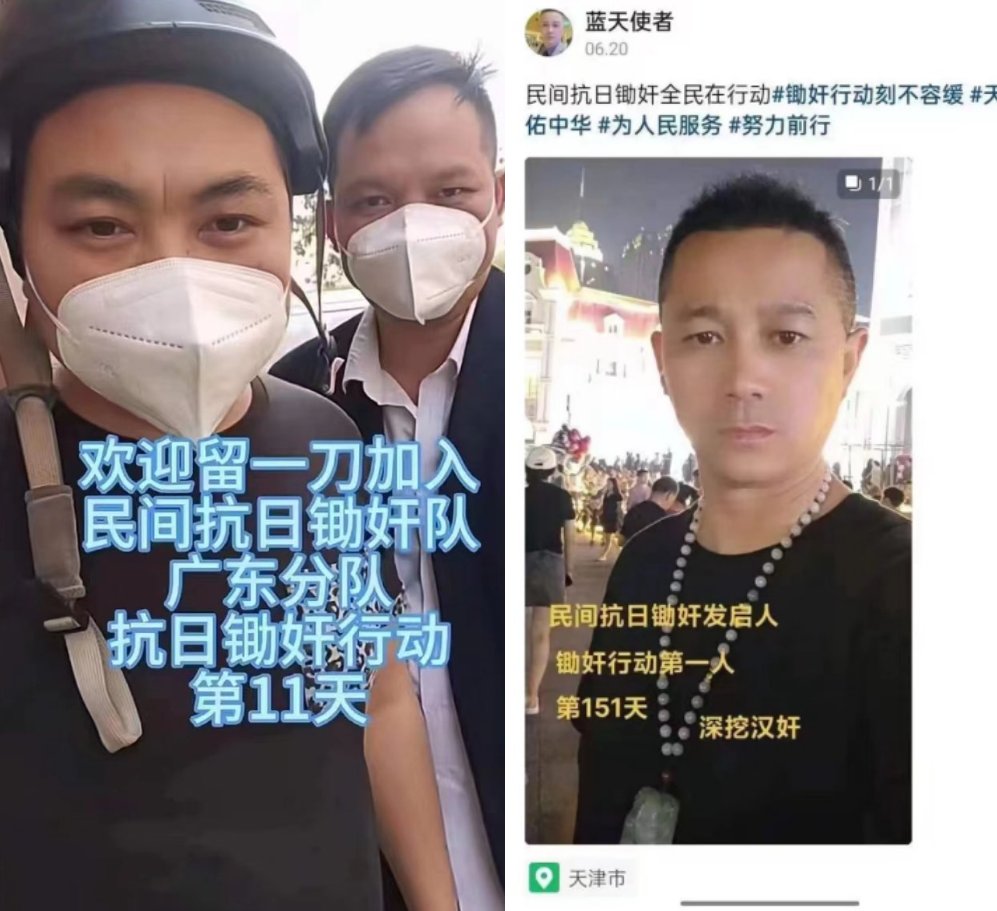 欢迎留一刀加入
民间抗日锄奸队
广东分队
抗日锄奸行动
第11天
蓝天使者
06.20
民间抗日锄奸全民在行动#锄奸行动刻不容缓 #天
佑中华 #为人民服务 #努力前行
1/1
民间抗日锄奸发启人
锄奸行动第一人
第151天
深挖汉奸
天津市